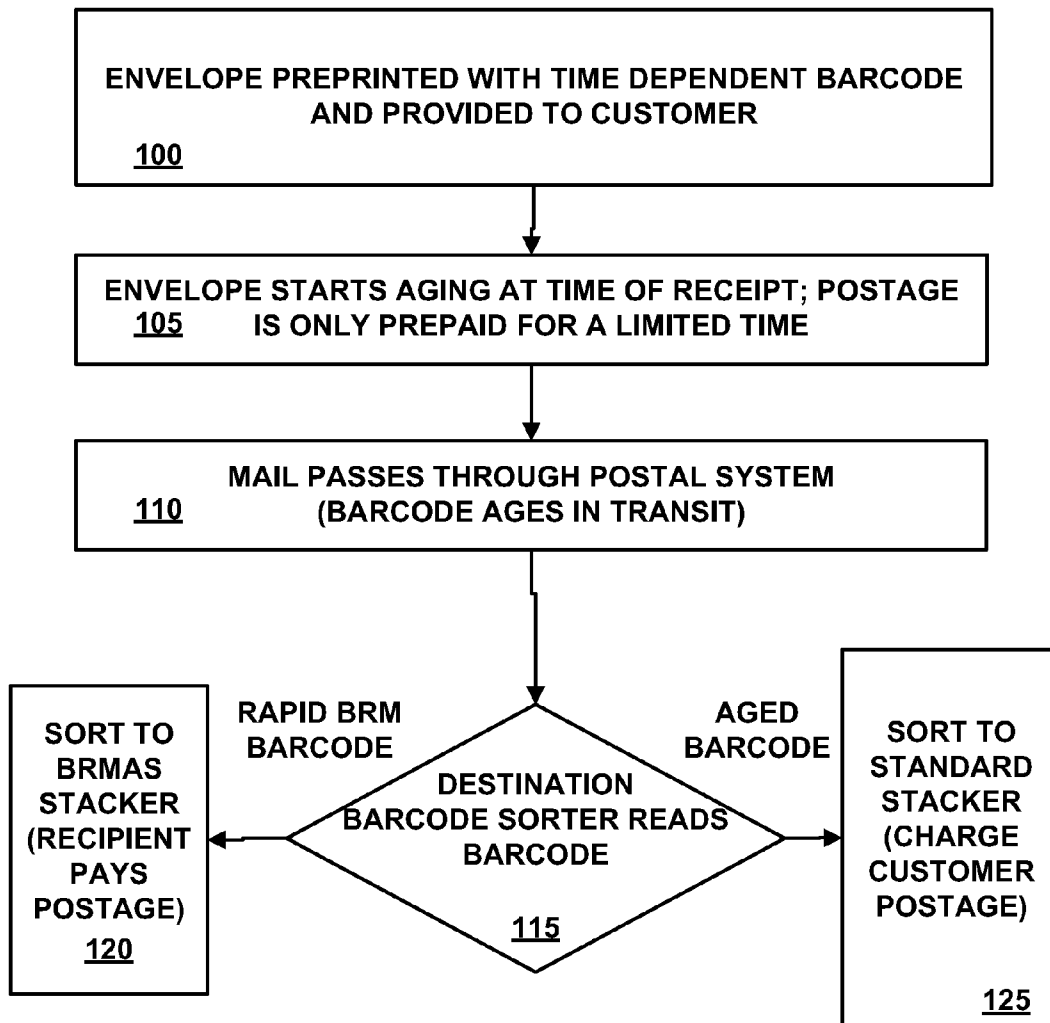 ENVELOPE PREPRINTED WITH TIME DEPENDENT BARCODE
AND PROVIDED TO CUSTOMER
100
ENVELOPE STARTS AGING AT TIME OF RECEIPT; POSTAGE
105
IS ONLY PREPAID FOR A LIMITED TIME
MAIL PASSES THROUGH POSTAL SYSTEM
110
(BARCODE AGES IN TRANSIT)
RAPID BRM
BARCODE
AGED
BARCODE
SORT TO
BRMAS
STACKER
(RECIPIENT
PAYS
POSTAGE)
120
DESTINATION
BARCODE SORTER READS
BARCODE
115
SORT TO
STANDARD
STACKER
(CHARGE
CUSTOMER
POSTAGE)
125